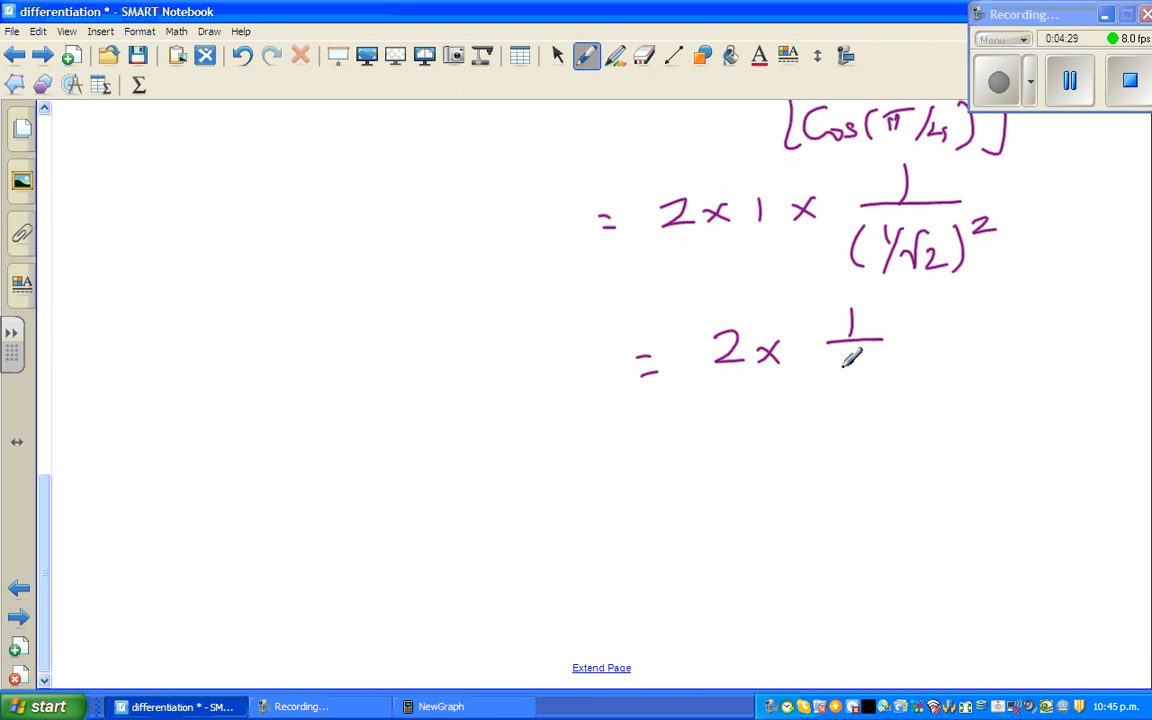 differentiation * - SMART Notebook
Recording...
File Edit View Insert Format Math Draw Help
Menu 0:04:29 8.0 fps
[Cos(π/4)]
= 2 x 1 x 1 / (1/√2)²
= 2 x 1 /
Extend Page
start differentiation * - SM... Recording... NewGraph 10:45 p.m.